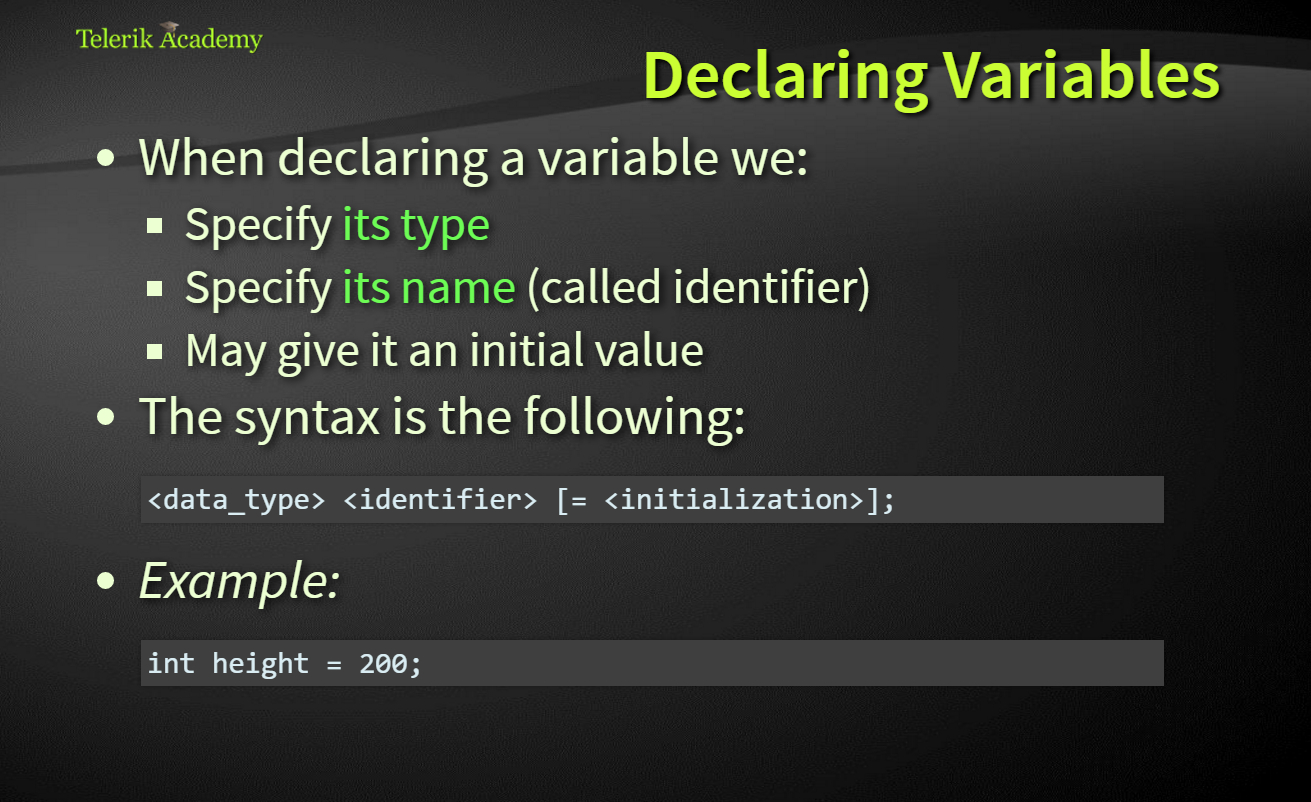 Telerik Academy
Declaring Variables
• When declaring a variable we:
▪ Specify its type
▪ Specify its name (called identifier)
▪ May give it an initial value
• The syntax is the following:
<data_type> <identifier> [= <initialization>];
• Example:
int height = 200;